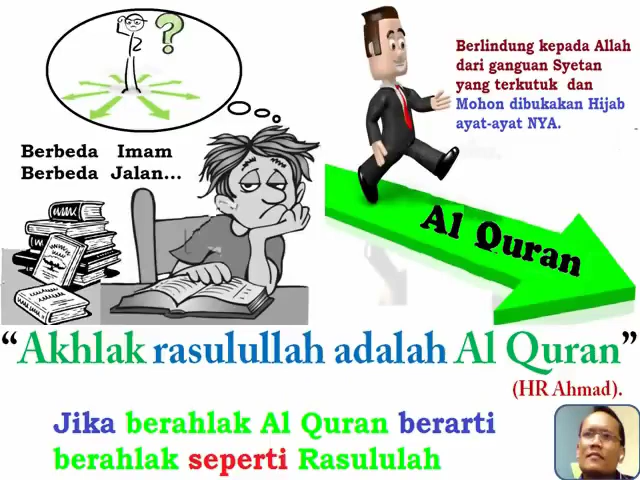 Berbeda Imam
Berbeda Jalan...
Berlindung kepada Allah
dari ganguan Syetan
yang terkutuk dan
Mohon dibukakan Hijab
ayat-ayat NYA.
Al Quran
“Akhlak rasulullah adalah Al Quran”
(HR Ahmad).
Jika berahlak Al Quran berarti
berahlak seperti Rasululah